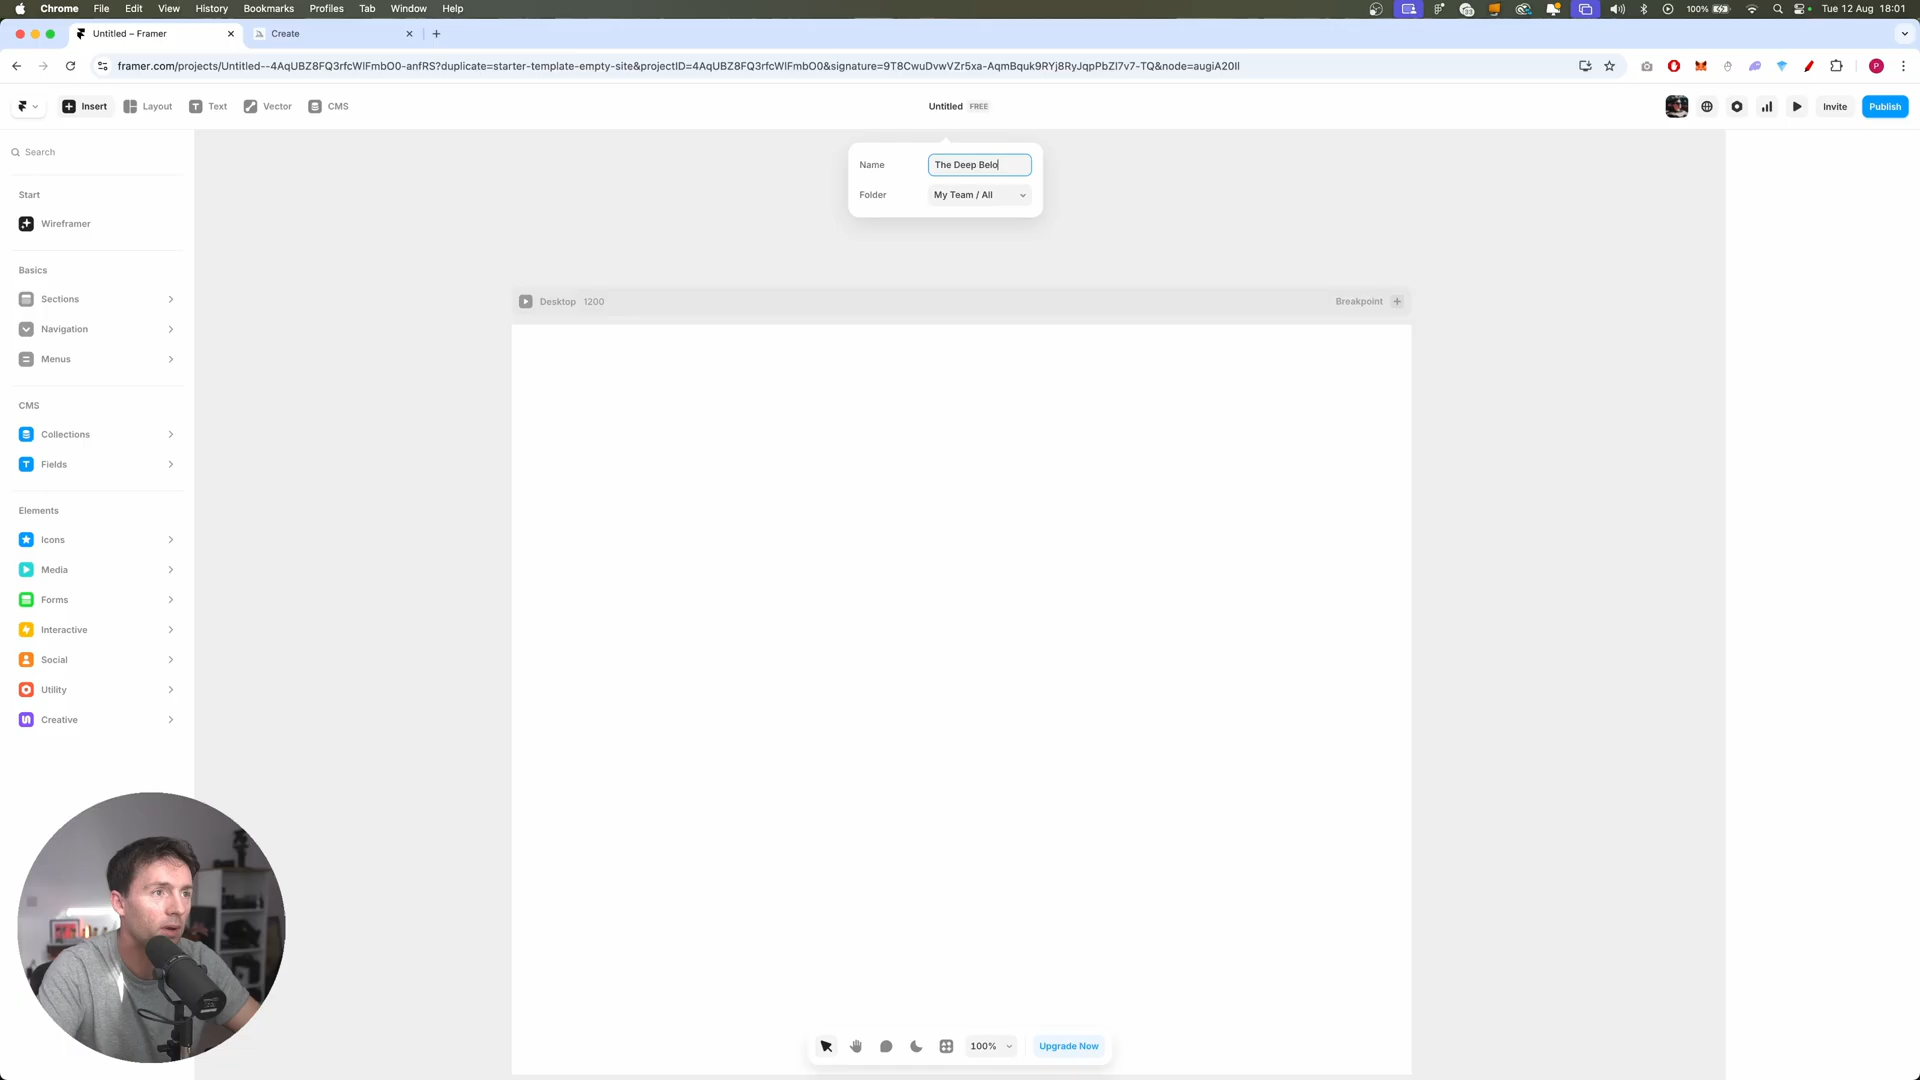 Chrome File Edit View History Bookmarks Profiles Tab Window Help 100% Tue 12 Aug 18:01
Untitled – Framer Create
framer.com/projects/Untitled--4AqUBZ8FQ3rfcWlFmbO0-anfRS?duplicate=starter-template-empty-site&projectID=4AqUBZ8FQ3rfcWlFmbO0&signature=9T8CwuDvwVZr5xa-AqmBquk9RYj8RyJqpPbZl7v7-TQ&node=augiA20Il
P
Insert Layout Text Vector CMS Untitled FREE Invite Publish
Search
Name The Deep Belo
Folder My Team / All
Start
Wireframer
Basics
Sections
Navigation
Menus
Desktop 1200 Breakpoint
CMS
Collections
Fields
Elements
Icons
Media
Forms
Interactive
Social
Utility
Creative
100% Upgrade Now